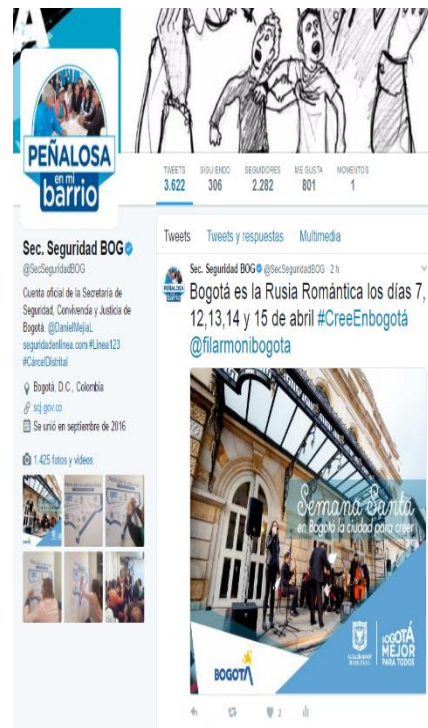 PEÑALOSA
en mi
barrio
TWEETS SIGUIENDO SEGUIDORES ME GUSTA MOMENTOS
3.622 306 2.282 801 1
Sec. Seguridad BOG
@SecSeguridadBOG
Cuenta oficial de la Secretaría de
Seguridad, Convivencia y Justicia de
Bogotá. @DanielMejiaL
seguridadenlinea.com #Línea123
#CárcelDistrital
Bogotá, D.C., Colombia
scj.gov.co
Se unió en septiembre de 2016
1.425 fotos y vídeos
Tweets Tweets y respuestas Multimedia
Sec. Seguridad BOG @SecSeguridadBOG · 2 h
Bogotá es la Rusia Romántica los días 7,
12,13,14 y 15 de abril #CreeEnbogotá
@filarmonibogota
Semana Santa
en Bogotá la ciudad para creer
BOGOTÁ
BOGOTÁ
MEJOR
PARA TODOS
2